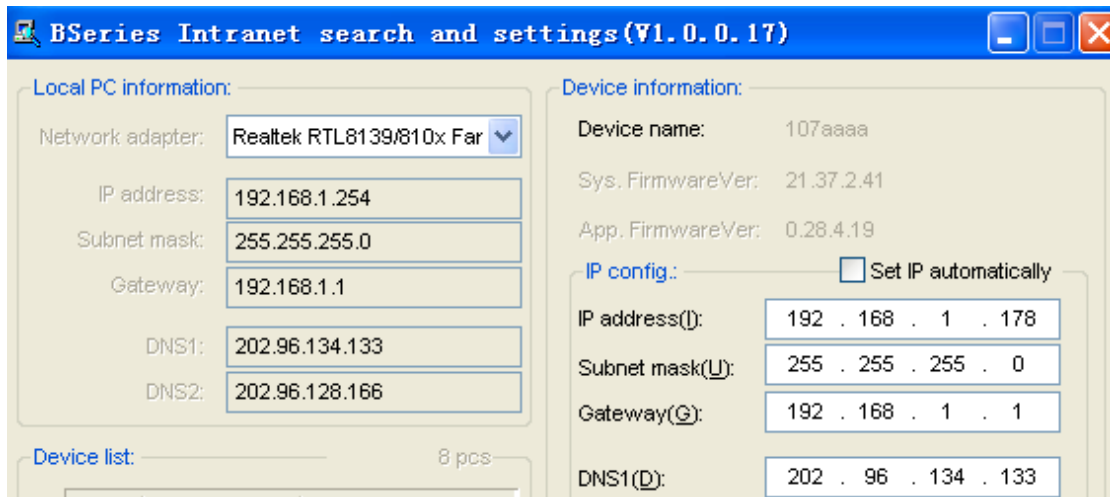 BSeries Intranet search and settings(V1.0.0.17)
Local PC information:
Network adapter: Realtek RTL8139/810x Far
IP address: 192.168.1.254
Subnet mask: 255.255.255.0
Gateway: 192.168.1.1
DNS1: 202.96.134.133
DNS2: 202.96.128.166
Device list: 8 pcs
Device information:
Device name: 107aaaa
Sys. FirmwareVer: 21.37.2.41
App. FirmwareVer: 0.28.4.19
IP config.: Set IP automatically
IP address(I): 192 . 168 . 1 . 178
Subnet mask(U): 255 . 255 . 255 . 0
Gateway(G): 192 . 168 . 1 . 1
DNS1(D): 202 . 96 . 134 . 133